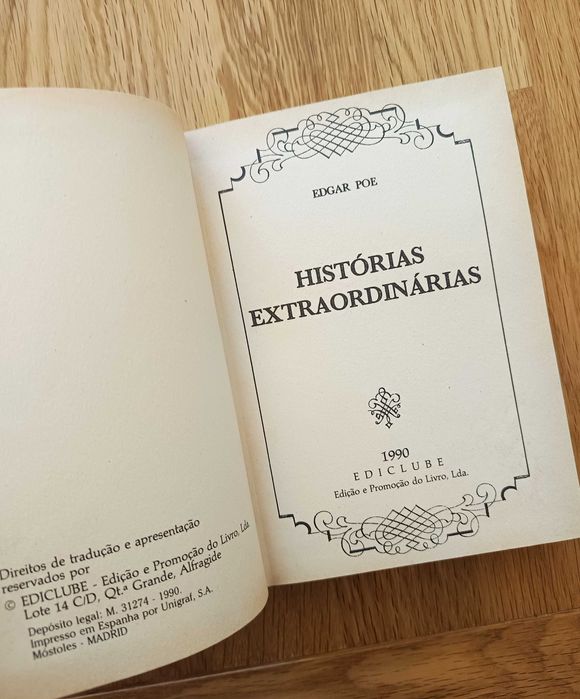 Direitos de tradução e apresentação
reservados por
© EDICLUBE - Edição e Promoção do Livro, Lda
Lote 14 C/D, Qt.ª Grande, Alfragide
Depósito legal: M. 31274 - 1990.
Impresso em Espanha por Unigraf, S.A.
Móstoles - MADRID
EDGAR POE
HISTÓRIAS
EXTRAORDINÁRIAS
1990
EDICLUBE
Edição e Promoção do Livro, Lda.